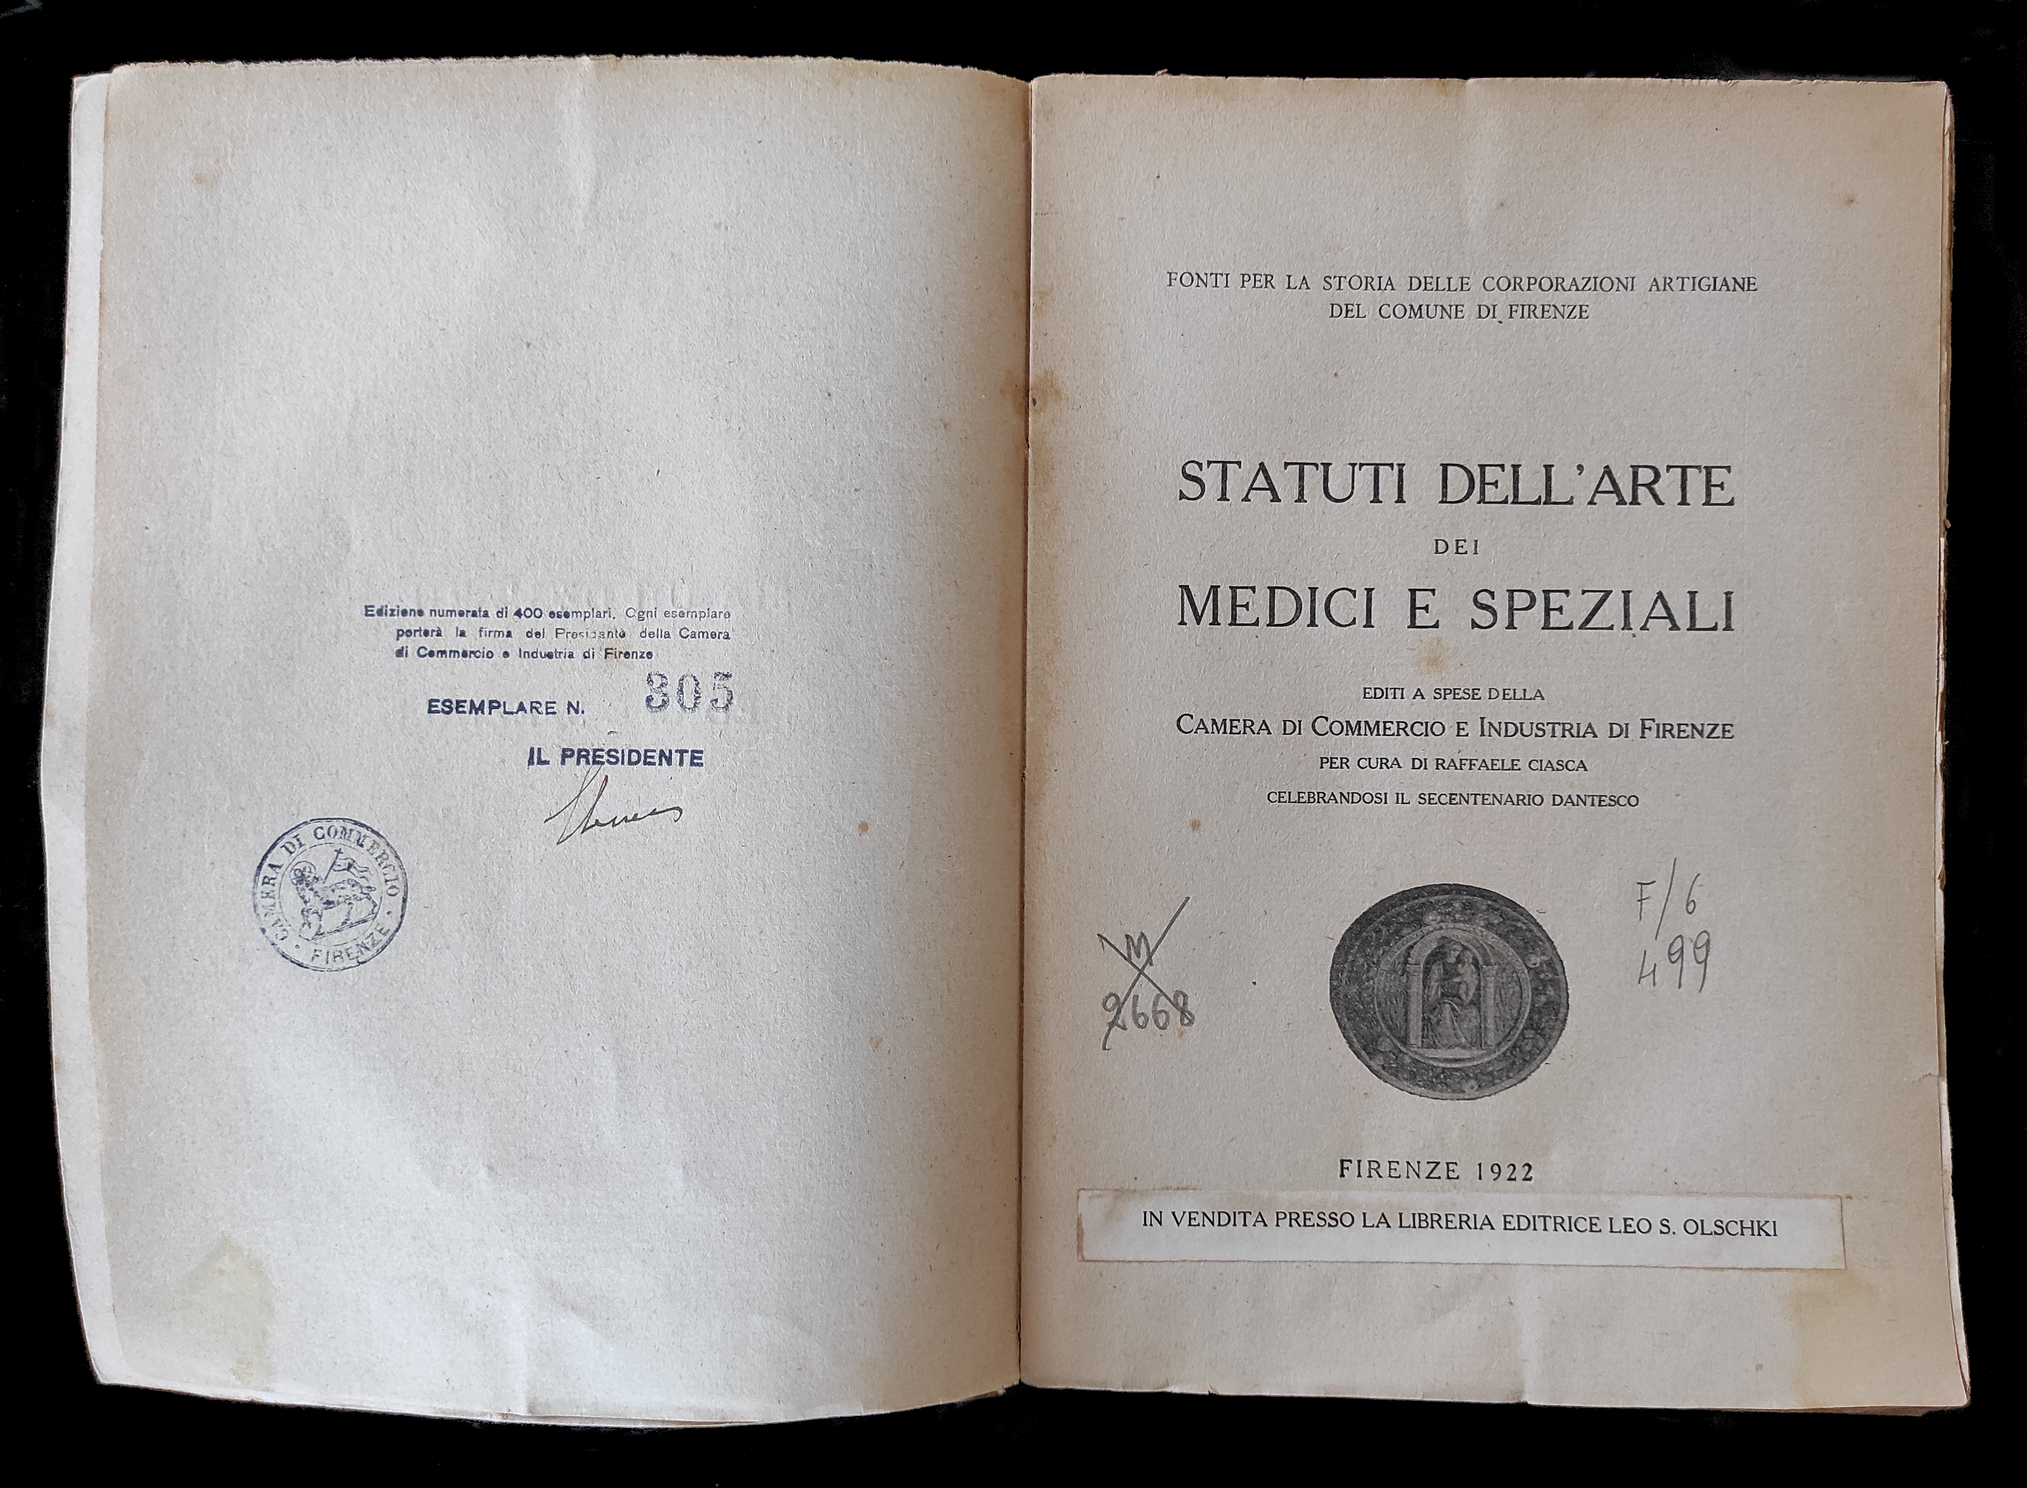 Edizione numerata di 400 esemplari. Ogni esemplare
porterà la firma del Presidente della Camera
di Commercio e Industria di Firenze
ESEMPLARE N. 305
IL PRESIDENTE
CAMERA DI COMMERCIO
FIRENZE
FONTI PER LA STORIA DELLE CORPORAZIONI ARTIGIANE
DEL COMUNE DI FIRENZE
STATUTI DELL'ARTE
DEI
MEDICI E SPEZIALI
EDITI A SPESE DELLA
CAMERA DI COMMERCIO E INDUSTRIA DI FIRENZE
PER CURA DI RAFFAELE CIASCA
CELEBRANDOSI IL SECENTENARIO DANTESCO
M
2668
F/6
499
FIRENZE 1922
IN VENDITA PRESSO LA LIBRERIA EDITRICE LEO S. OLSCHKI